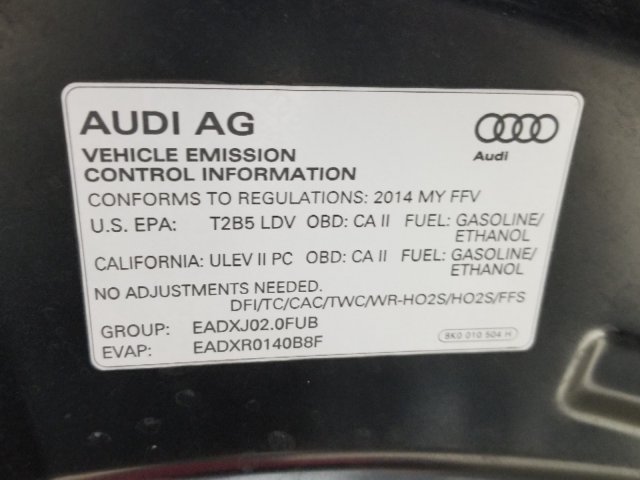 AUDI AG
Audi
VEHICLE EMISSION
CONTROL INFORMATION
CONFORMS TO REGULATIONS: 2014 MY FFV
U.S. EPA: T2B5 LDV OBD: CA II FUEL: GASOLINE/
ETHANOL
CALIFORNIA: ULEV II PC OBD: CA II FUEL: GASOLINE/
ETHANOL
NO ADJUSTMENTS NEEDED.
DFI/TC/CAC/TWC/WR-HO2S/HO2S/FFS
GROUP: EADXJ02.0FUB
EVAP: EADXR0140B8F
8K0 010 504 H